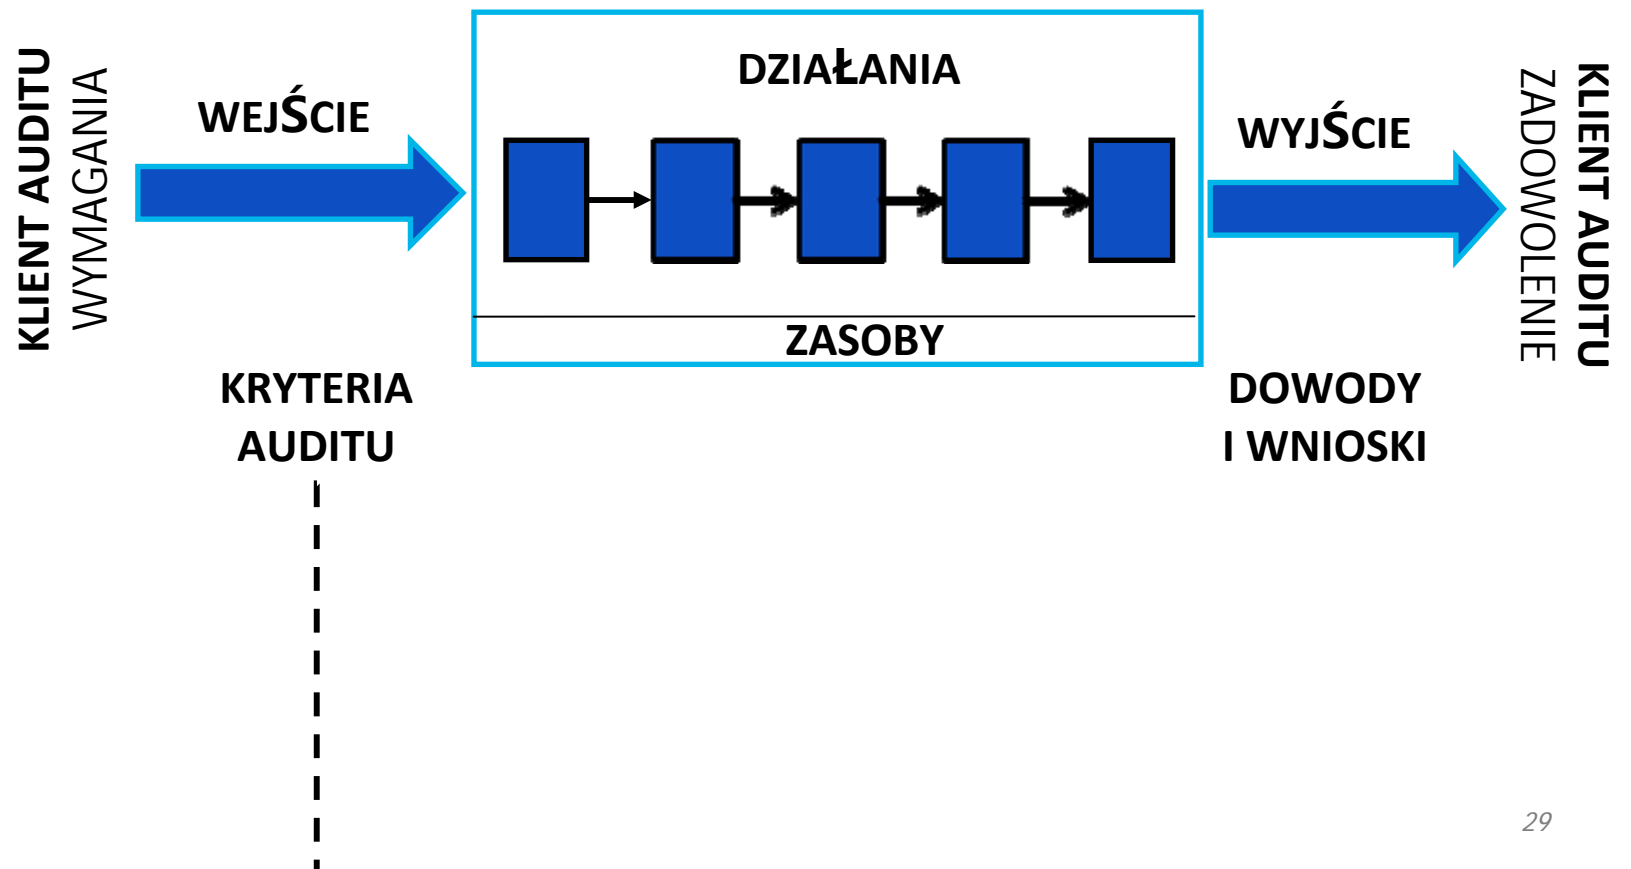 KLIENT AUDITU
WYMAGANIA
WEJŚCIE
DZIAŁANIA
ZASOBY
WYJŚCIE
KLIENT AUDITU
ZADOWOLENIE
KRYTERIA
AUDITU
DOWODY
I WNIOSKI
29